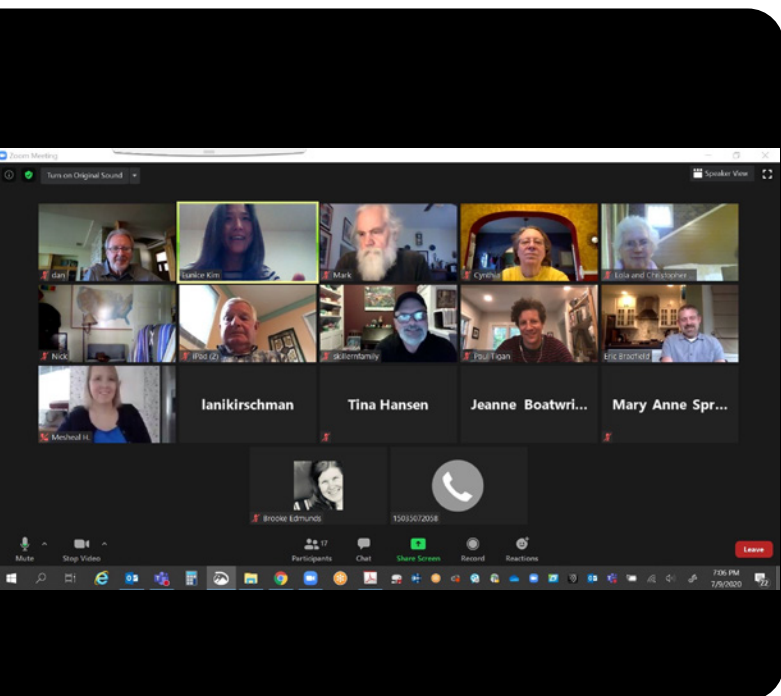 Zoom Meeting
Turn on Original Sound
Speaker View
dan
Eunice Kim
Mark
Cynthia
Lola and Christopher ...
Nick
iPad (2)
skillernfamily
Paul Tigan
Eric Bradfield
Mesheal H.
lanikirschman
Tina Hansen
Jeanne Boatwri...
Mary Anne Spr...
Brooke Edmunds
15035072058
Mute
Stop Video
Participants
17
Chat
Share Screen
Record
Reactions
Leave
7:06 PM
7/9/2020
22